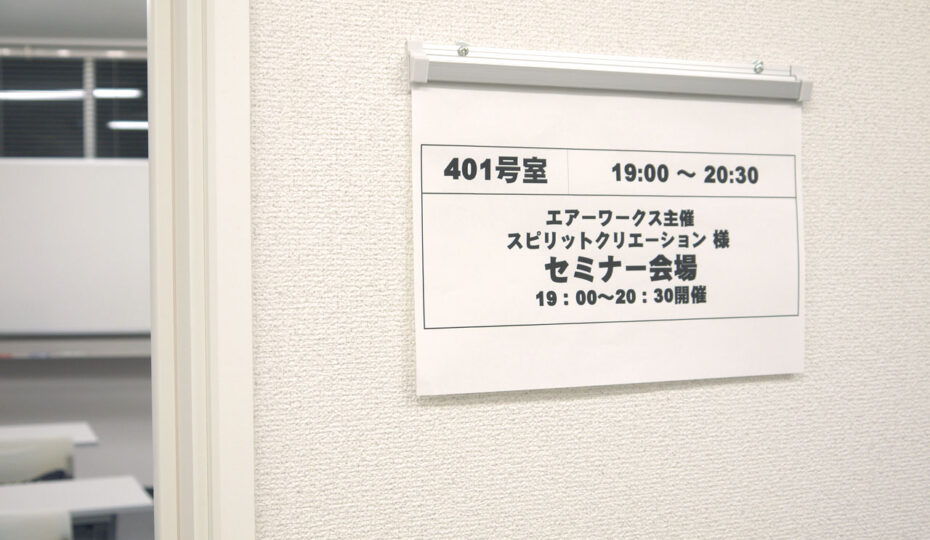 401号室 19:00 ～ 20:30
エアーワークス主催
スピリットクリエーション 様
セミナー会場
19：00～20：30開催